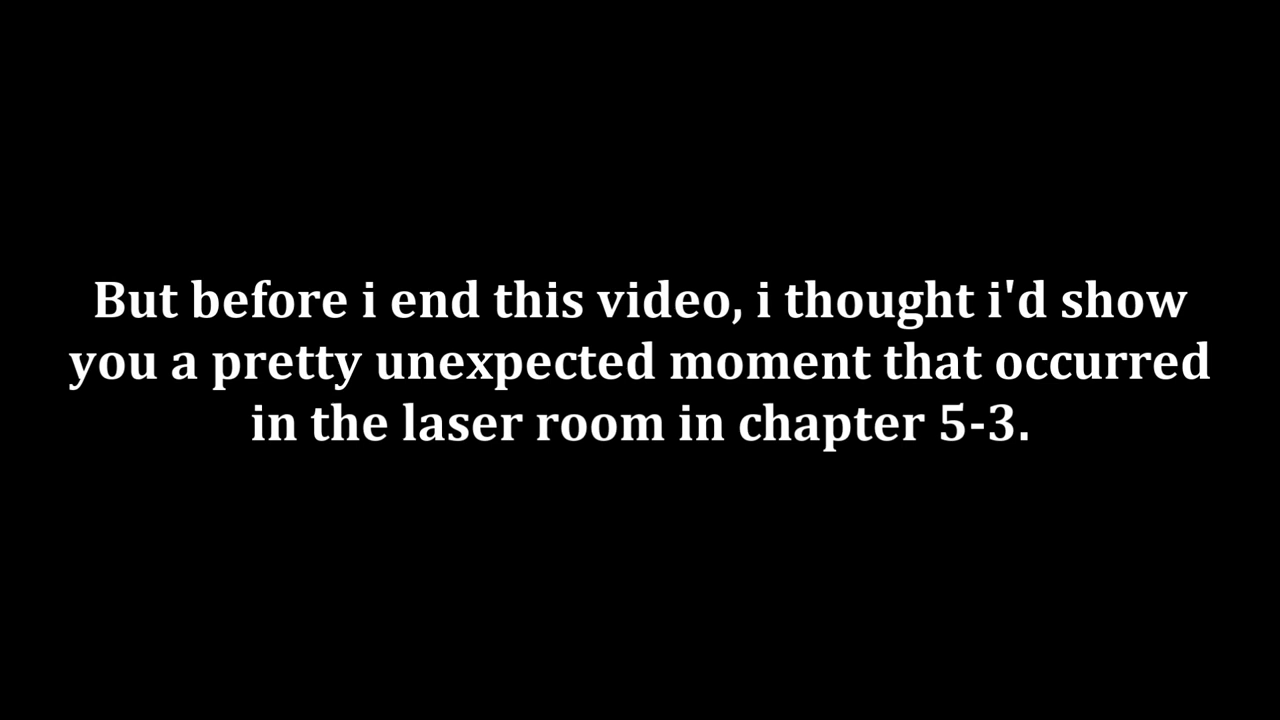 But before i end this video, i thought i'd show
you a pretty unexpected moment that occurred
in the laser room in chapter 5-3.